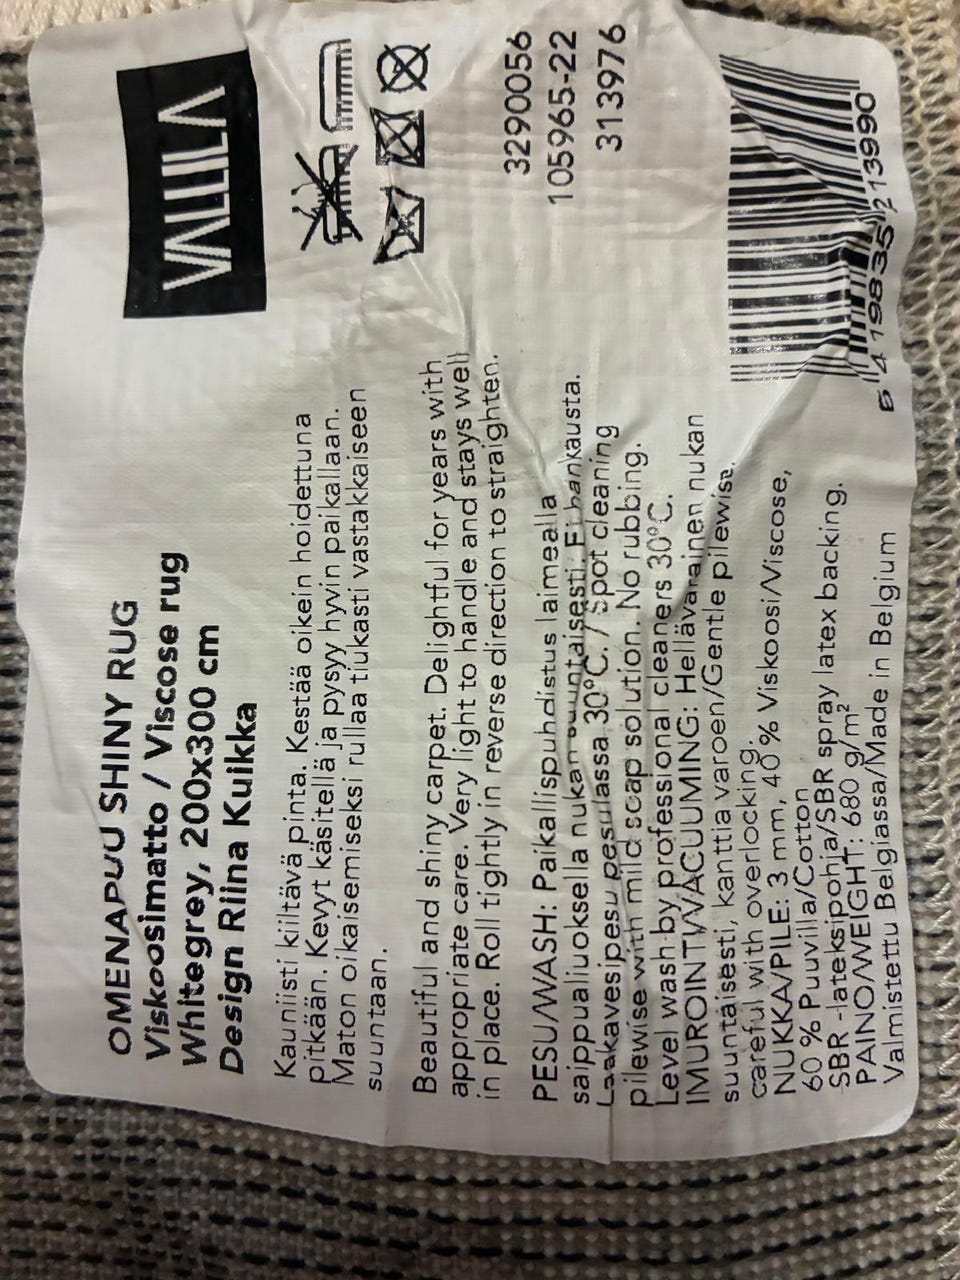 VALLILA
OMENAPUU SHINY RUG
Viskoosimatto / Viscose rug
Whitegrey, 200x300 cm
Design Riina Kuikka
Kauniisti kiiltävä pinta. Kestää oikein hoidettuna
pitkään. Kevyt käsitellä ja pysyy hyvin paikallaan.
Maton oikaisemiseksi rullaa tiukasti vastakkaiseen
suuntaan.
Beautiful and shiny carpet. Delightful for years with
appropriate care. Very light to handle and stays well
in place. Roll tightly in reverse direction to straighten.
PESU/WASH: Paikallispuhdistus laimealla
saippualiuoksella nukan suuntaisesti. Ei hankausta.
Laakavesipesu pesulassa 30°C. / Spot cleaning
pilewise with mild soap solution. No rubbing.
Level wash by professional cleaners 30°C.
IMUROINTI/VACUUMING: Hellävarainen nukan
suuntaisesti, kanttia varoen/Gentle pilewise,
careful with overlocking.
NUKKA/PILE: 3 mm, 40 % Viskoosi/Viscose,
60 % Puuvilla/Cotton
SBR -lateksipohja/SBR spray latex backing.
PAINO/WEIGHT: 680 g/m²
Valmistettu Belgiassa/Made in Belgium
3290056
105965-22
313976
5 419835 213990